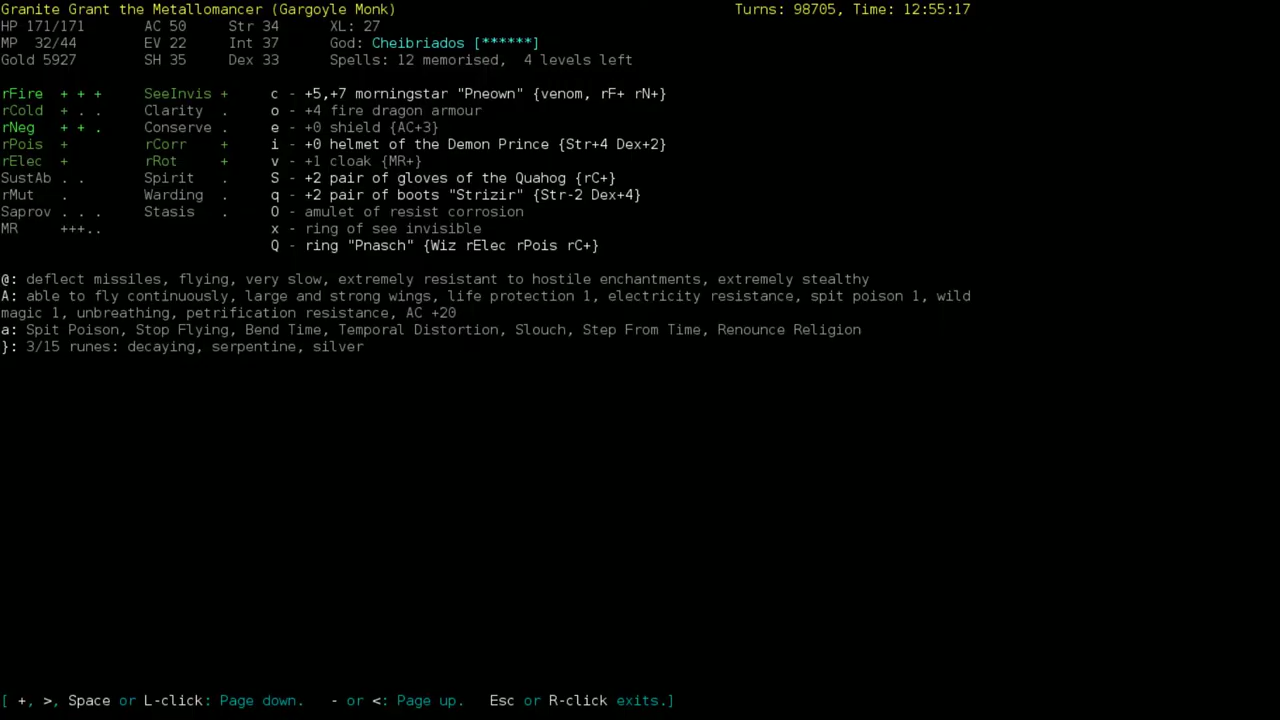 Granite Grant the Metallomancer (Gargoyle Monk) Turns: 98705, Time: 12:55:17
HP 171/171 AC 50 Str 34 XL: 27
MP 32/44 EV 22 Int 37 God: Cheibriados [******]
Gold 5927 SH 35 Dex 33 Spells: 12 memorised, 4 levels left
rFire + + + SeeInvis + c - +5,+7 morningstar "Pneown" {venom, rF+ rN+}
rCold + . . Clarity . o - +4 fire dragon armour
rNeg + + . Conserve . e - +0 shield {AC+3}
rPois + rCorr + i - +0 helmet of the Demon Prince {Str+4 Dex+2}
rElec + rRot + v - +1 cloak {MR+}
SustAb . . Spirit . S - +2 pair of gloves of the Quahog {rC+}
rMut . Warding . q - +2 pair of boots "Strizir" {Str-2 Dex+4}
Saprov . . . Stasis . O - amulet of resist corrosion
MR +++.. x - ring of see invisible
Q - ring "Pnasch" {Wiz rElec rPois rC+}
@: deflect missiles, flying, very slow, extremely resistant to hostile enchantments, extremely stealthy
A: able to fly continuously, large and strong wings, life protection 1, electricity resistance, spit poison 1, wild
magic 1, unbreathing, petrification resistance, AC +20
a: Spit Poison, Stop Flying, Bend Time, Temporal Distortion, Slouch, Step From Time, Renounce Religion
}: 3/15 runes: decaying, serpentine, silver
[ +, >, Space or L-click: Page down. - or <: Page up. Esc or R-click exits.]